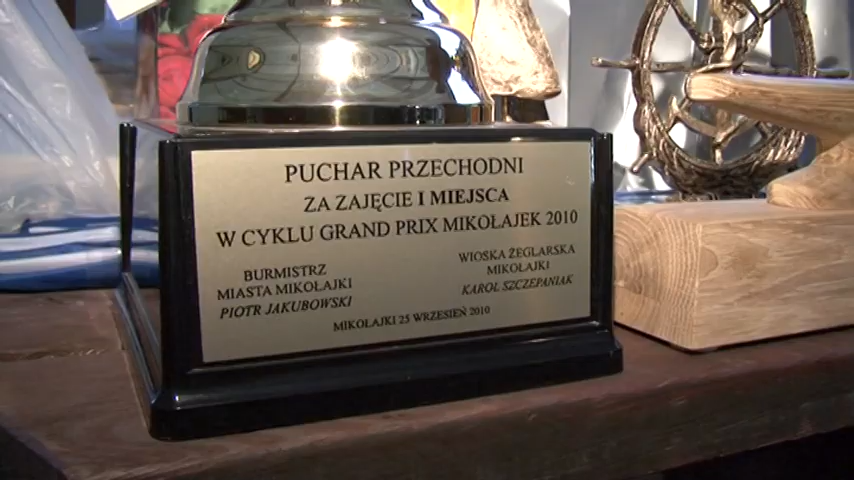 PUCHAR PRZECHODNI
ZA ZAJĘCIE I MIEJSCA
W CYKLU GRAND PRIX MIKOŁAJEK 2010
BURMISTRZ
MIASTA MIKOŁAJKI
PIOTR JAKUBOWSKI
WIOSKA ŻEGLARSKA
MIKOŁAJKI
KAROL SZCZEPANIAK
MIKOŁAJKI 25 WRZESIEŃ 2010